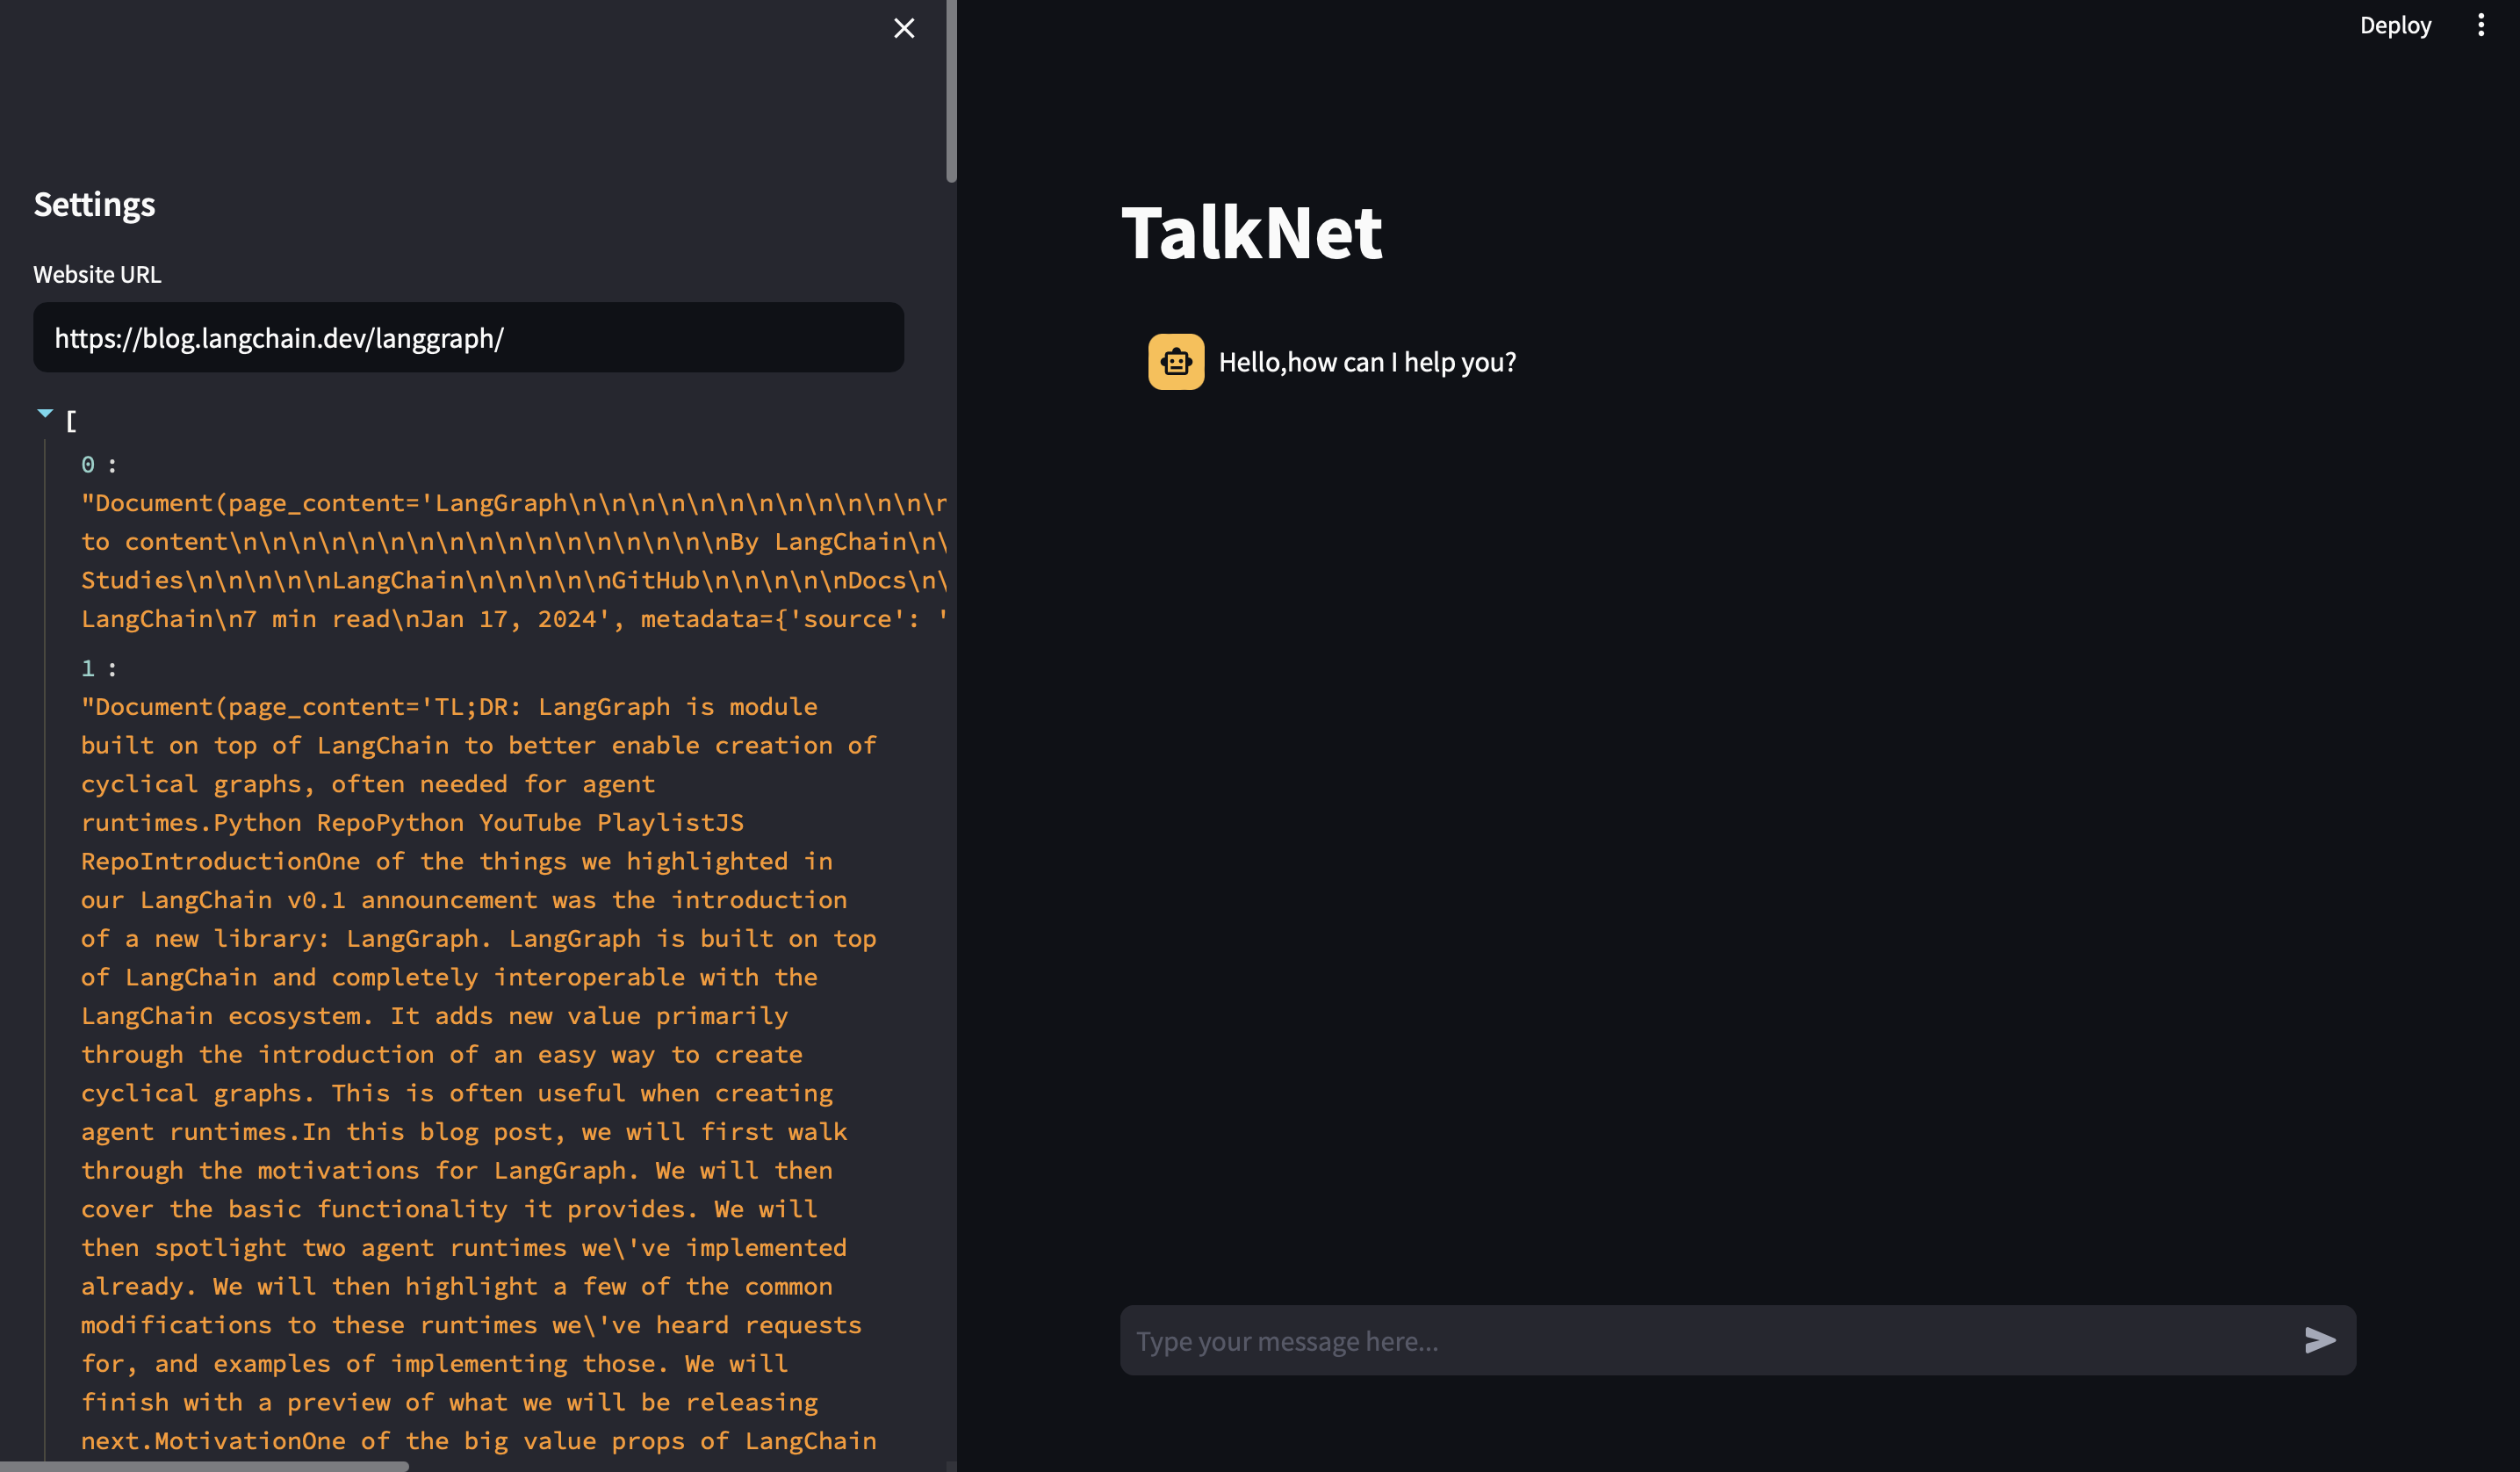 Settings
Website URL
https://blog.langchain.dev/langgraph/
[
0 :
"Document(page_content='LangGraph\n\n\n\n\n\n\n\n\n\n\n\n\
to content\n\n\n\n\n\n\n\n\n\n\n\n\n\n\n\n\nBy LangChain\n\
Studies\n\n\n\n\nLangChain\n\n\n\n\nGitHub\n\n\n\n\nDocs\n\
LangChain\n7 min read\nJan 17, 2024', metadata={'source': '
1 :
"Document(page_content='TL;DR: LangGraph is module
built on top of LangChain to better enable creation of
cyclical graphs, often needed for agent
runtimes.Python RepoPython YouTube PlaylistJS
RepoIntroductionOne of the things we highlighted in
our LangChain v0.1 announcement was the introduction
of a new library: LangGraph. LangGraph is built on top
of LangChain and completely interoperable with the
LangChain ecosystem. It adds new value primarily
through the introduction of an easy way to create
cyclical graphs. This is often useful when creating
agent runtimes.In this blog post, we will first walk
through the motivations for LangGraph. We will then
cover the basic functionality it provides. We will
then spotlight two agent runtimes we\'ve implemented
already. We will then highlight a few of the common
modifications to these runtimes we\'ve heard requests
for, and examples of implementing those. We will
finish with a preview of what we will be releasing
next.MotivationOne of the big value props of LangChain
Deploy
TalkNet
Hello,how can I help you?
Type your message here...